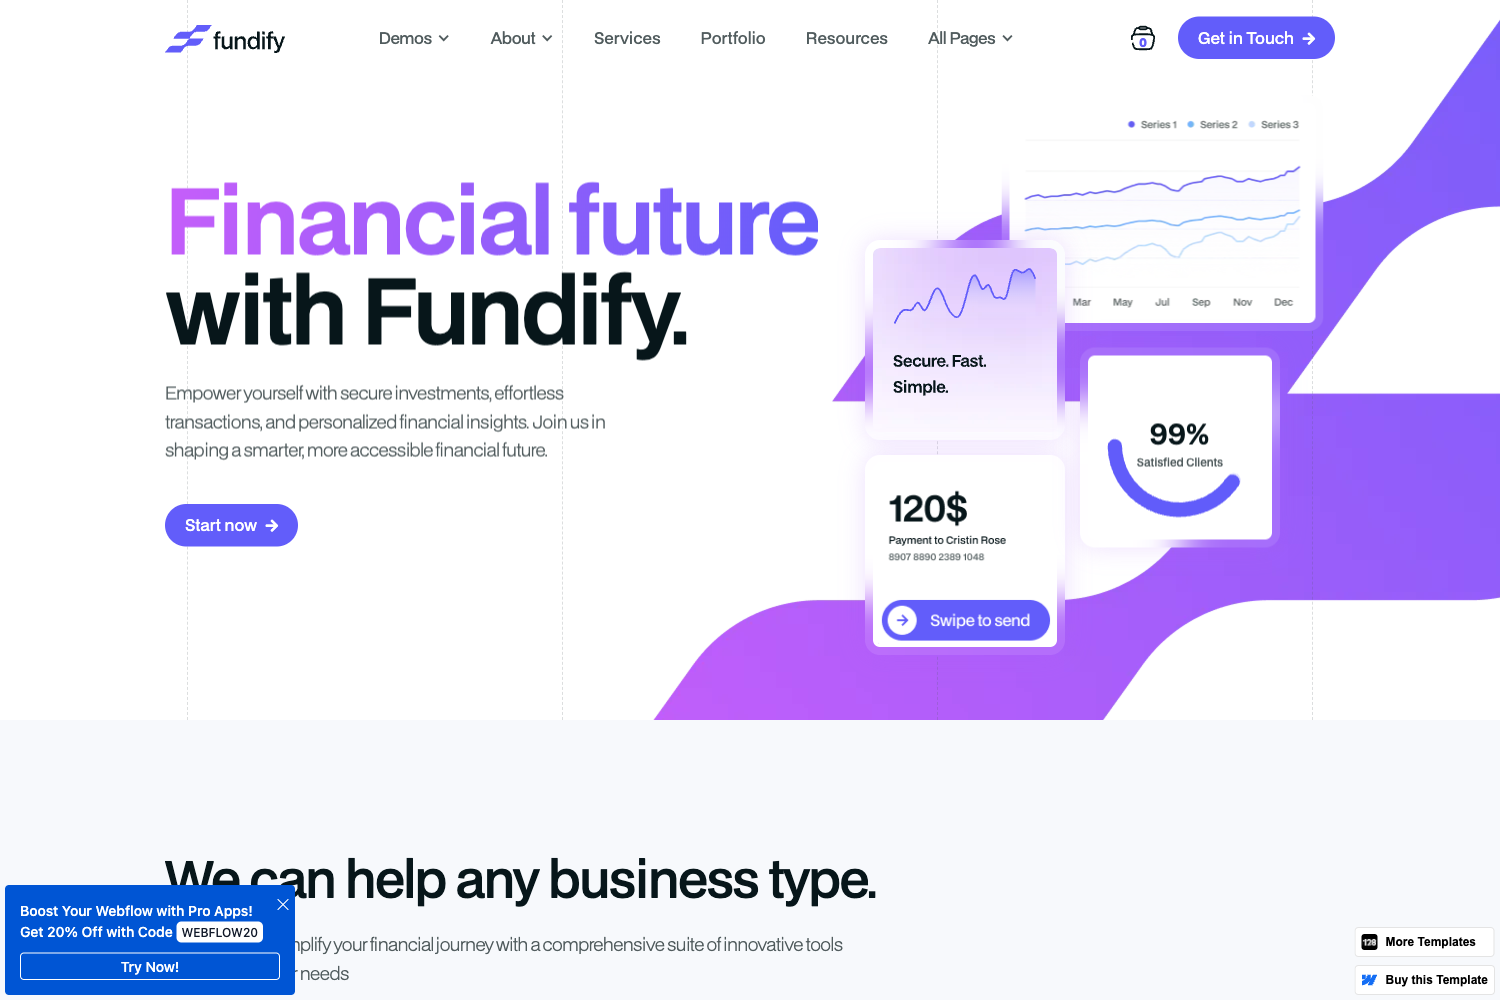 fundify
Demos
About
Services
Portfolio
Resources
All Pages
0
Get in Touch
Financial future
with Fundify.
Empower yourself with secure investments, effortless
transactions, and personalized financial insights. Join us in
shaping a smarter, more accessible financial future.
Start now
Series 1
Series 2
Series 3
Mar
May
Jul
Sep
Nov
Dec
Secure. Fast.
Simple.
99%
Satisfied Clients
120$
Payment to Cristin Rose
8907 8890 2389 1048
Swipe to send
We can help any business type.
your financial journey with a comprehensive suite of innovative tools
needs
Boost Your Webflow with Pro Apps!
Get 20% Off with Code WEBFLOW20
Try Now!
128 More Templates
Buy this Template